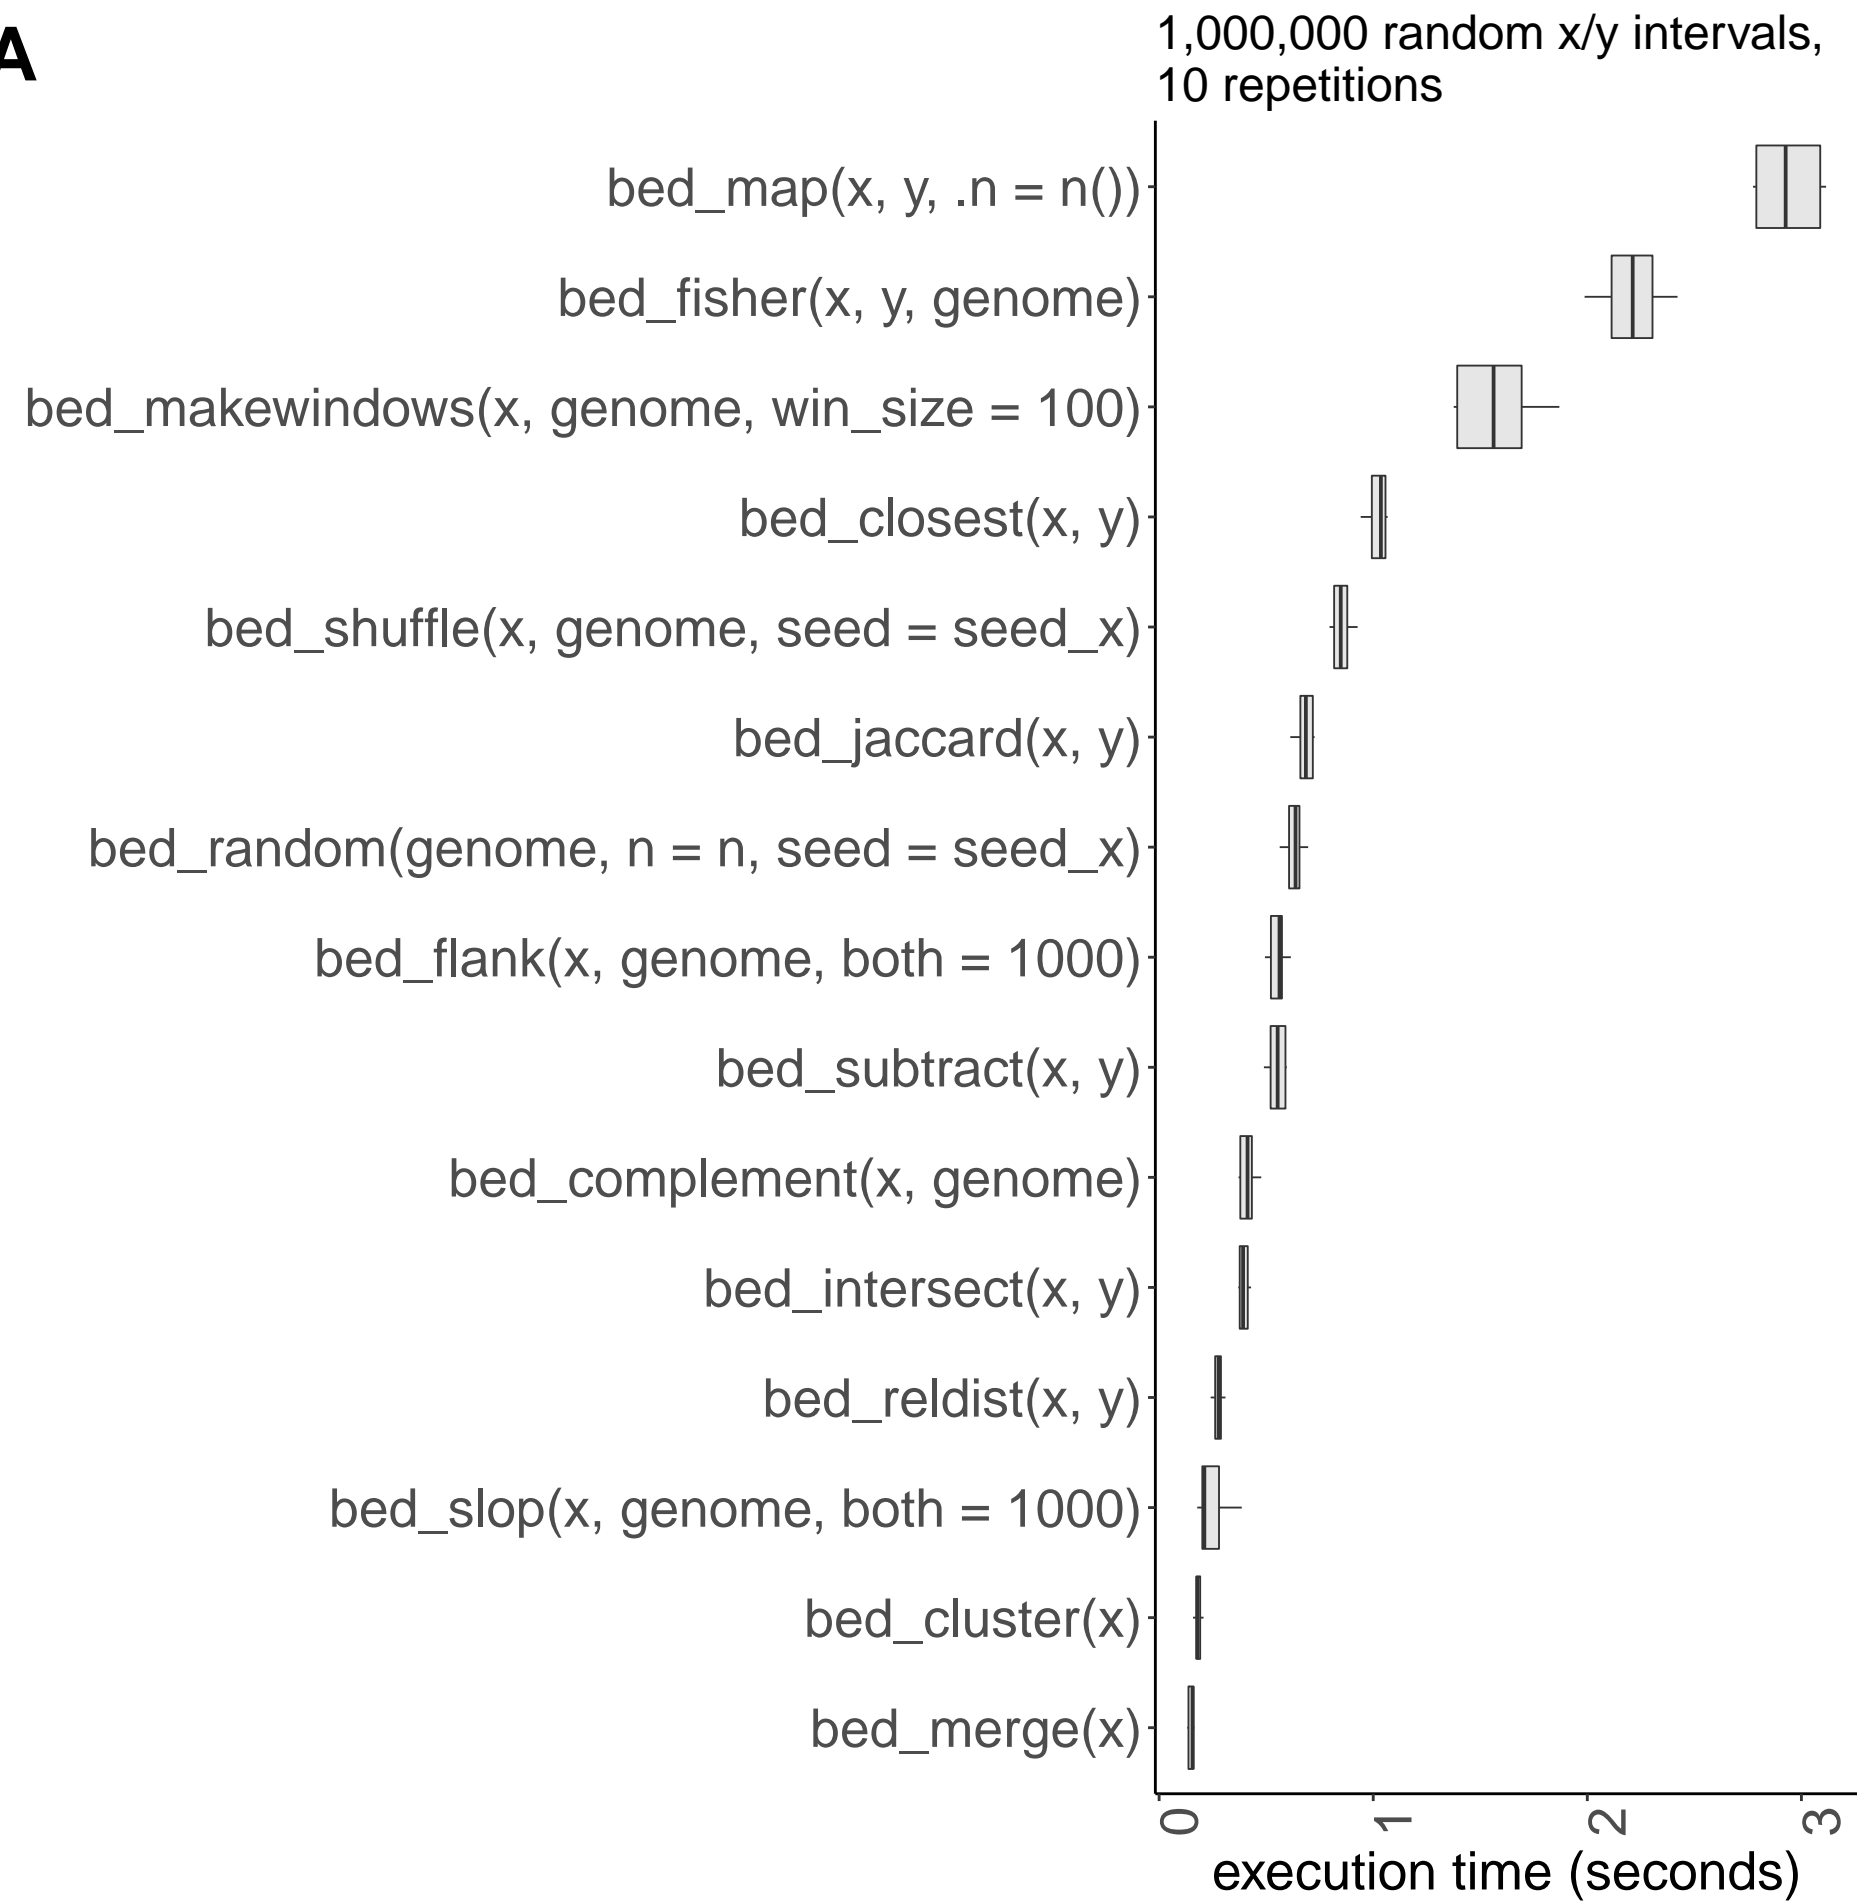 A
1,000,000 random x/y intervals,
10 repetitions
bed_map(x, y, .n = n())
bed_fisher(x, y, genome)
bed_makewindows(x, genome, win_size = 100)
bed_closest(x, y)
bed_shuffle(x, genome, seed = seed_x)
bed_jaccard(x, y)
bed_random(genome, n = n, seed = seed_x)
bed_flank(x, genome, both = 1000)
bed_subtract(x, y)
bed_complement(x, genome)
bed_intersect(x, y)
bed_reldist(x, y)
bed_slop(x, genome, both = 1000)
bed_cluster(x)
bed_merge(x)
0 1 2 3
execution time (seconds)